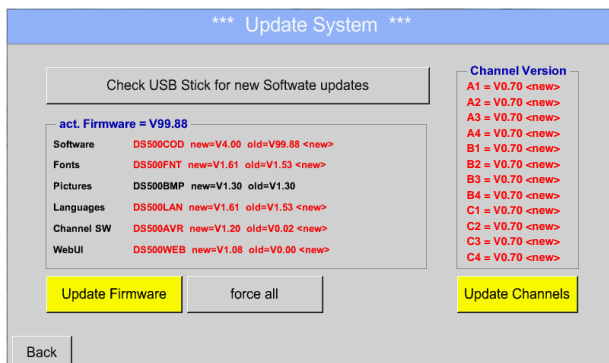 *** Update System ***
Check USB Stick for new Softwate updates
act. Firmware = V99.88
Software DS500COD new=V4.00 old=V99.88 <new>
Fonts DS500FNT new=V1.61 old=V1.53 <new>
Pictures DS500BMP new=V1.30 old=V1.30
Languages DS500LAN new=V1.61 old=V1.53 <new>
Channel SW DS500AVR new=V1.20 old=V0.02 <new>
WebUI DS500WEB new=V1.08 old=V0.00 <new>
Update Firmware
force all
Channel Version
A1 = V0.70 <new>
A2 = V0.70 <new>
A3 = V0.70 <new>
A4 = V0.70 <new>
B1 = V0.70 <new>
B2 = V0.70 <new>
B3 = V0.70 <new>
B4 = V0.70 <new>
C1 = V0.70 <new>
C2 = V0.70 <new>
C3 = V0.70 <new>
C4 = V0.70 <new>
Update Channels
Back